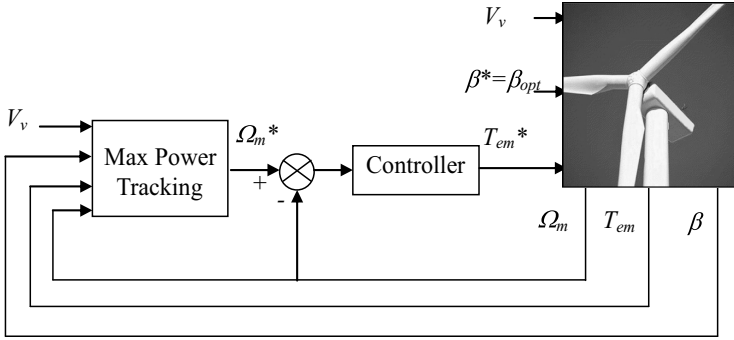 V_v
β*=β_opt
V_v
Ω_m*
T_em*
Max Power
Tracking
Controller
+
-
Ω_m T_em β